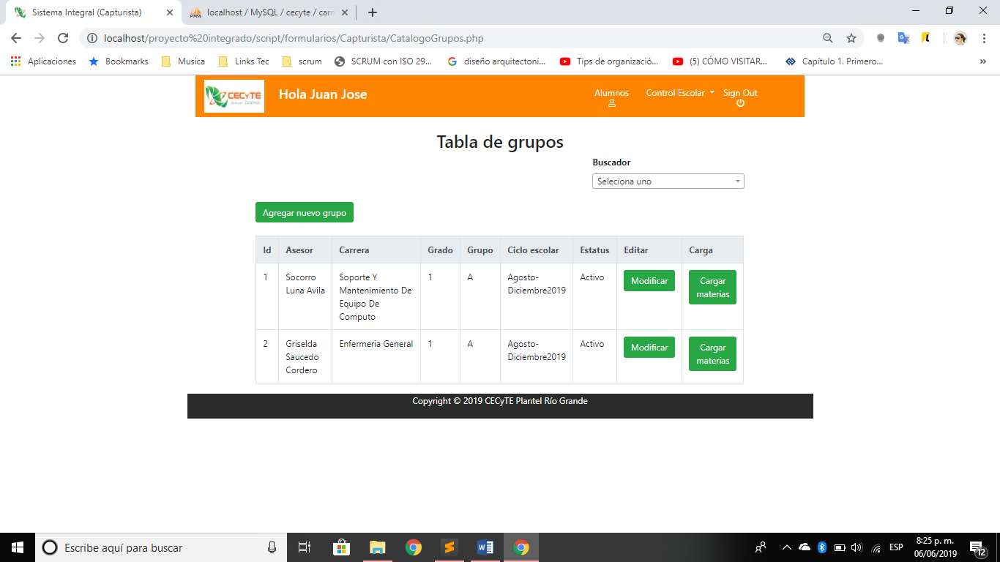 Sistema Integral (Capturista)
localhost / MySQL / cecyte / carr
localhost/proyecto%20integrado/script/formularios/Capturista/CatalogoGrupos.php
Aplicaciones
Bookmarks
Musica
Links Tec
scrum
SCRUM con ISO 29...
diseño arquitectoni...
Tips de organizació...
(5) CÓMO VISITAR...
Capítulo 1. Primero...
CECyTE
Hola Juan Jose
Alumnos
Control Escolar
Sign Out
Tabla de grupos
Buscador
Seleciona uno
Agregar nuevo grupo
Id Asesor Carrera Grado Grupo Ciclo escolar Estatus Editar Carga
1 Socorro Soporte Y 1 A Agosto- Activo Modificar Cargar
Luna Avila Mantenimiento De Diciembre2019 materias
Equipo De
Computo
2 Griselda Enfermeria General 1 A Agosto- Activo Modificar Cargar
Saucedo Diciembre2019 materias
Cordero
Copyright © 2019 CECyTE Plantel Río Grande
Escribe aquí para buscar
ESP
8:25 p. m.
06/06/2019
12